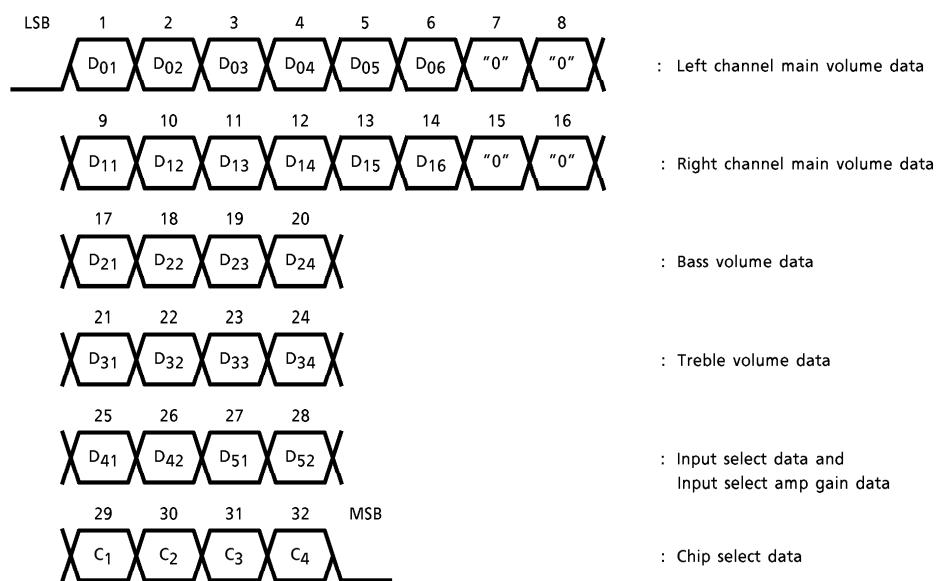 LSB 1 2 3 4 5 6 7 8
D01 D02 D03 D04 D05 D06 "0" "0" : Left channel main volume data
9 10 11 12 13 14 15 16
D11 D12 D13 D14 D15 D16 "0" "0" : Right channel main volume data
17 18 19 20
D21 D22 D23 D24 : Bass volume data
21 22 23 24
D31 D32 D33 D34 : Treble volume data
25 26 27 28
D41 D42 D51 D52 : Input select data and
Input select amp gain data
29 30 31 32 MSB
C1 C2 C3 C4 : Chip select data